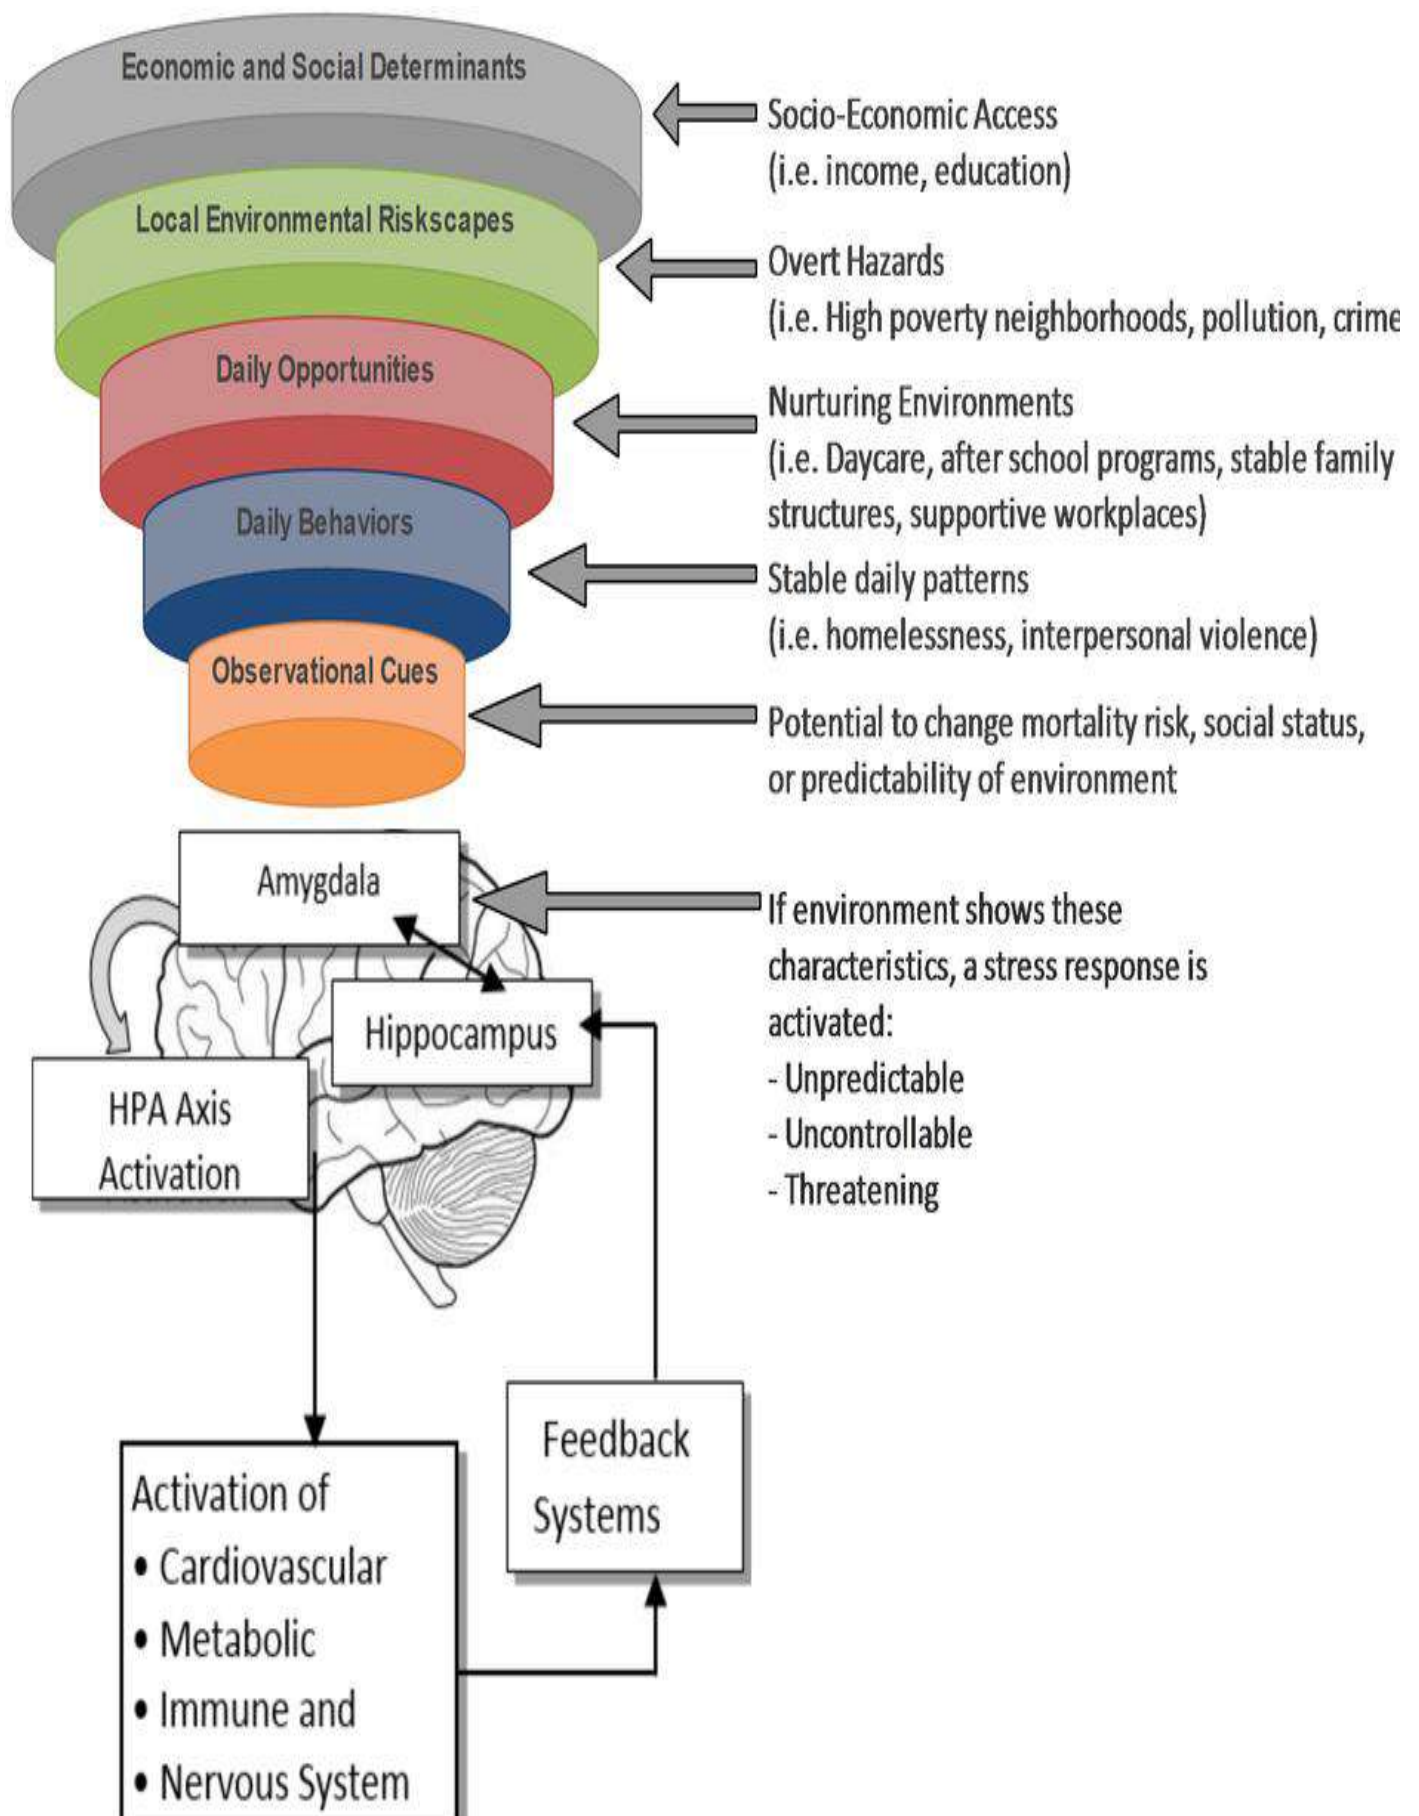 Economic and Social Determinants
Socio-Economic Access
(i.e. income, education)
Local Environmental Riskscapes
Overt Hazards
(i.e. High poverty neighborhoods, pollution, crime
Daily Opportunities
Nurturing Environments
(i.e. Daycare, after school programs, stable family
structures, supportive workplaces)
Daily Behaviors
Stable daily patterns
(i.e. homelessness, interpersonal violence)
Observational Cues
Potential to change mortality risk, social status,
or predictability of environment
Amygdala
If environment shows these
characteristics, a stress response is
activated:
- Unpredictable
- Uncontrollable
- Threatening
Hippocampus
HPA Axis
Activation
Feedback
Systems
Activation of
• Cardiovascular
• Metabolic
• Immune and
• Nervous System